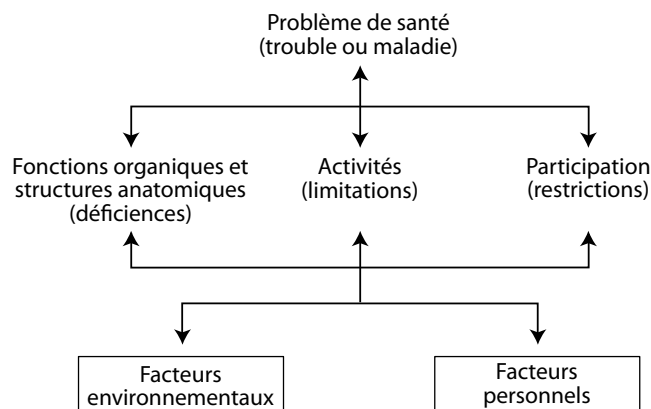 Problème de santé
(trouble ou maladie)
Fonctions organiques et
structures anatomiques
(déficiences)
Activités
(limitations)
Participation
(restrictions)
Facteurs
environnementaux
Facteurs
personnels